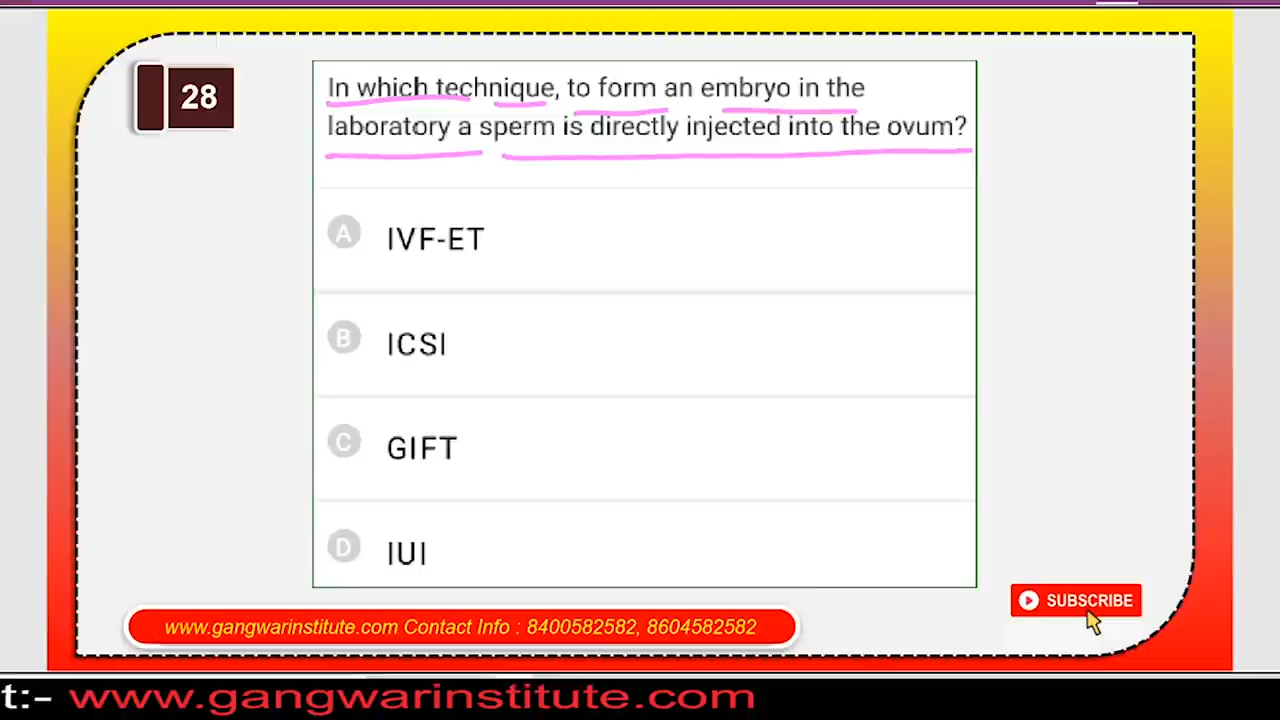 28
In which technique, to form an embryo in the
laboratory a sperm is directly injected into the ovum?
A IVF-ET
B ICSI
C GIFT
D IUI
SUBSCRIBE
www.gangwarinstitute.com Contact Info : 8400582582, 8604582582
t:- www.gangwarinstitute.com